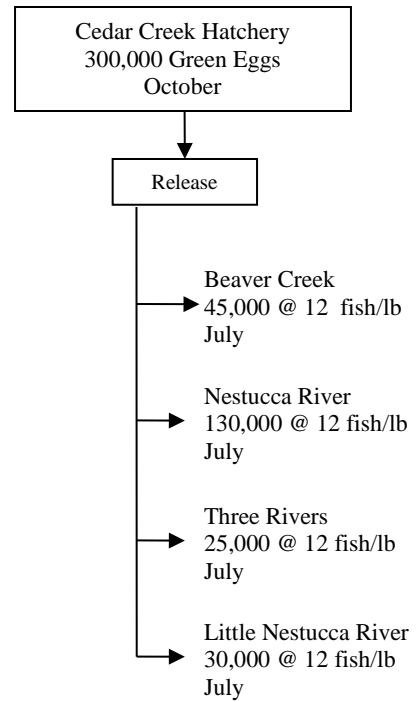 Cedar Creek Hatchery
300,000 Green Eggs
October
Release
Beaver Creek
45,000 @ 12  fish/lb
July
Nestucca River
130,000 @ 12 fish/lb
July
Three Rivers
25,000 @ 12 fish/lb
July
Little Nestucca River
30,000 @ 12 fish/lb
July